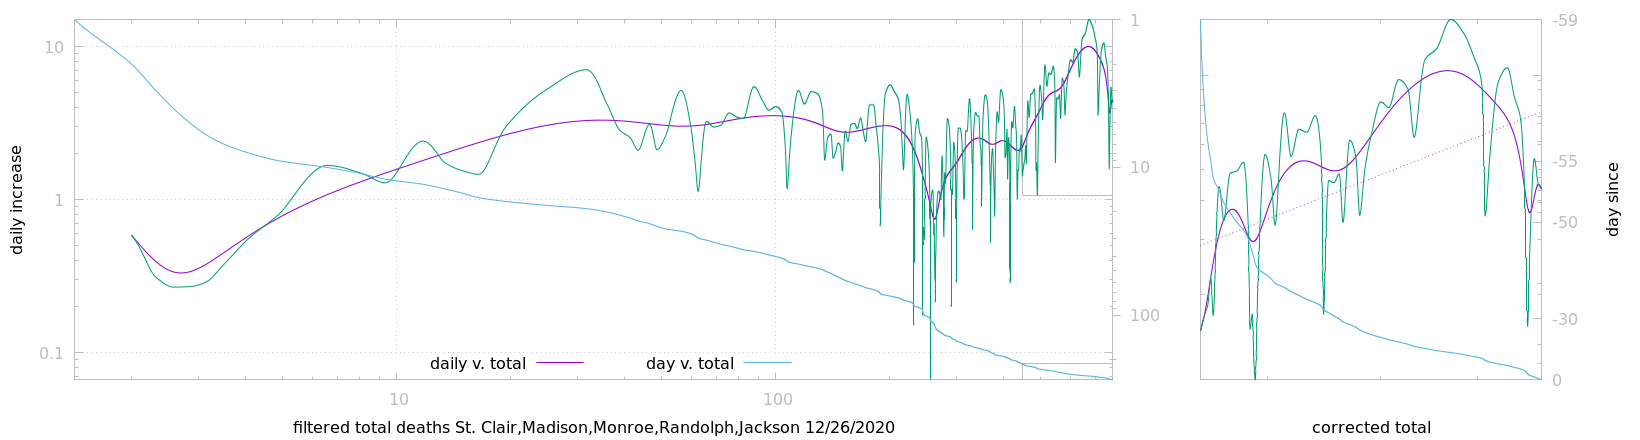 daily increase
10
1
0.1
daily v. total
day v. total
10
100
1
10
100
filtered total deaths St. Clair,Madison,Monroe,Randolph,Jackson 12/26/2020
-59
-55
-50
-30
0
day since
corrected total